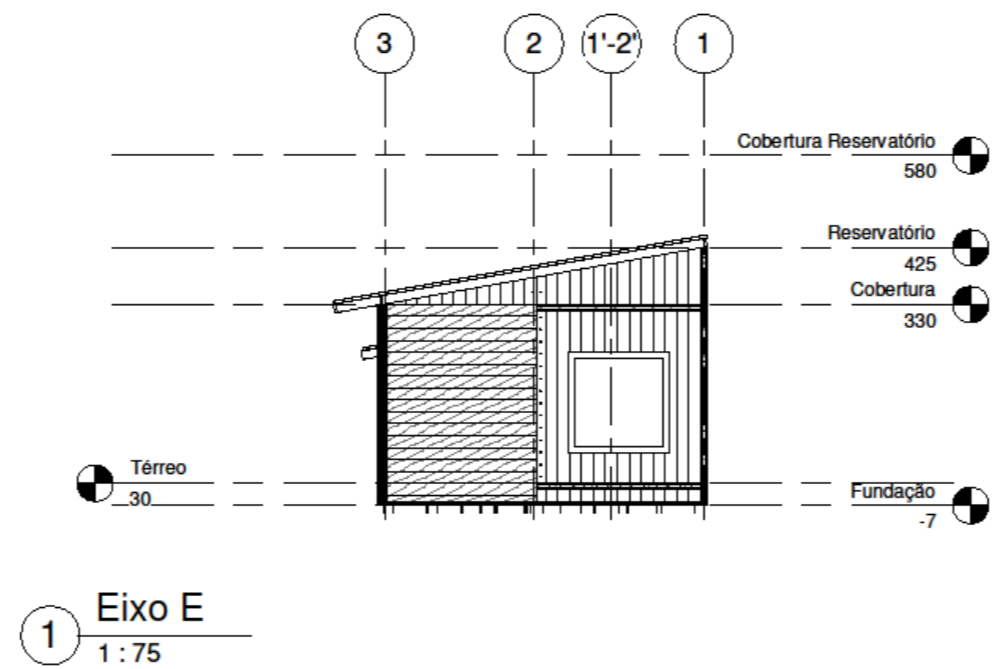 3
2
1'-2'
1
Cobertura Reservatório
580
Reservatório
425
Cobertura
330
Térreo
30
Fundação
-7
1
Eixo E
1 : 75